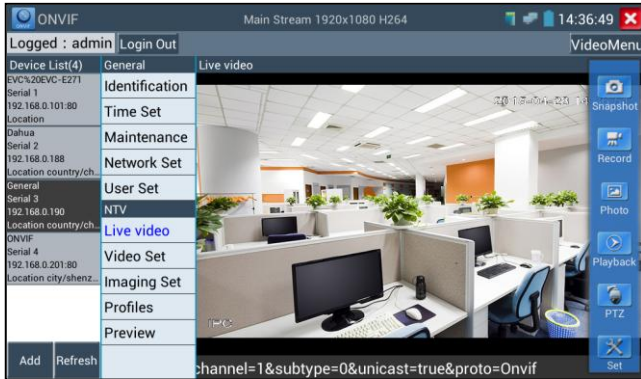 ONVIF
Main Stream 1920x1080 H264
14:36:49
Logged : admin
Login Out
VideoMenu
Device List(4)
EVC%20EVC-E271
Serial 1
192.168.0.101:80
Location
Dahua
Serial 2
192.168.0.188
Location country/ch..
General
Serial 3
192.168.0.190
Location country/ch..
ONVIF
Serial 4
192.168.0.201:80
Location city/shenz...
Add
Refresh
General
Identification
Time Set
Maintenance
Network Set
User Set
NTV
Live video
Video Set
Imaging Set
Profiles
Preview
Live video
IPC
channel=1&subtype=0&unicast=true&proto=Onvif
Snapshot
Record
Photo
Playback
PTZ
Set